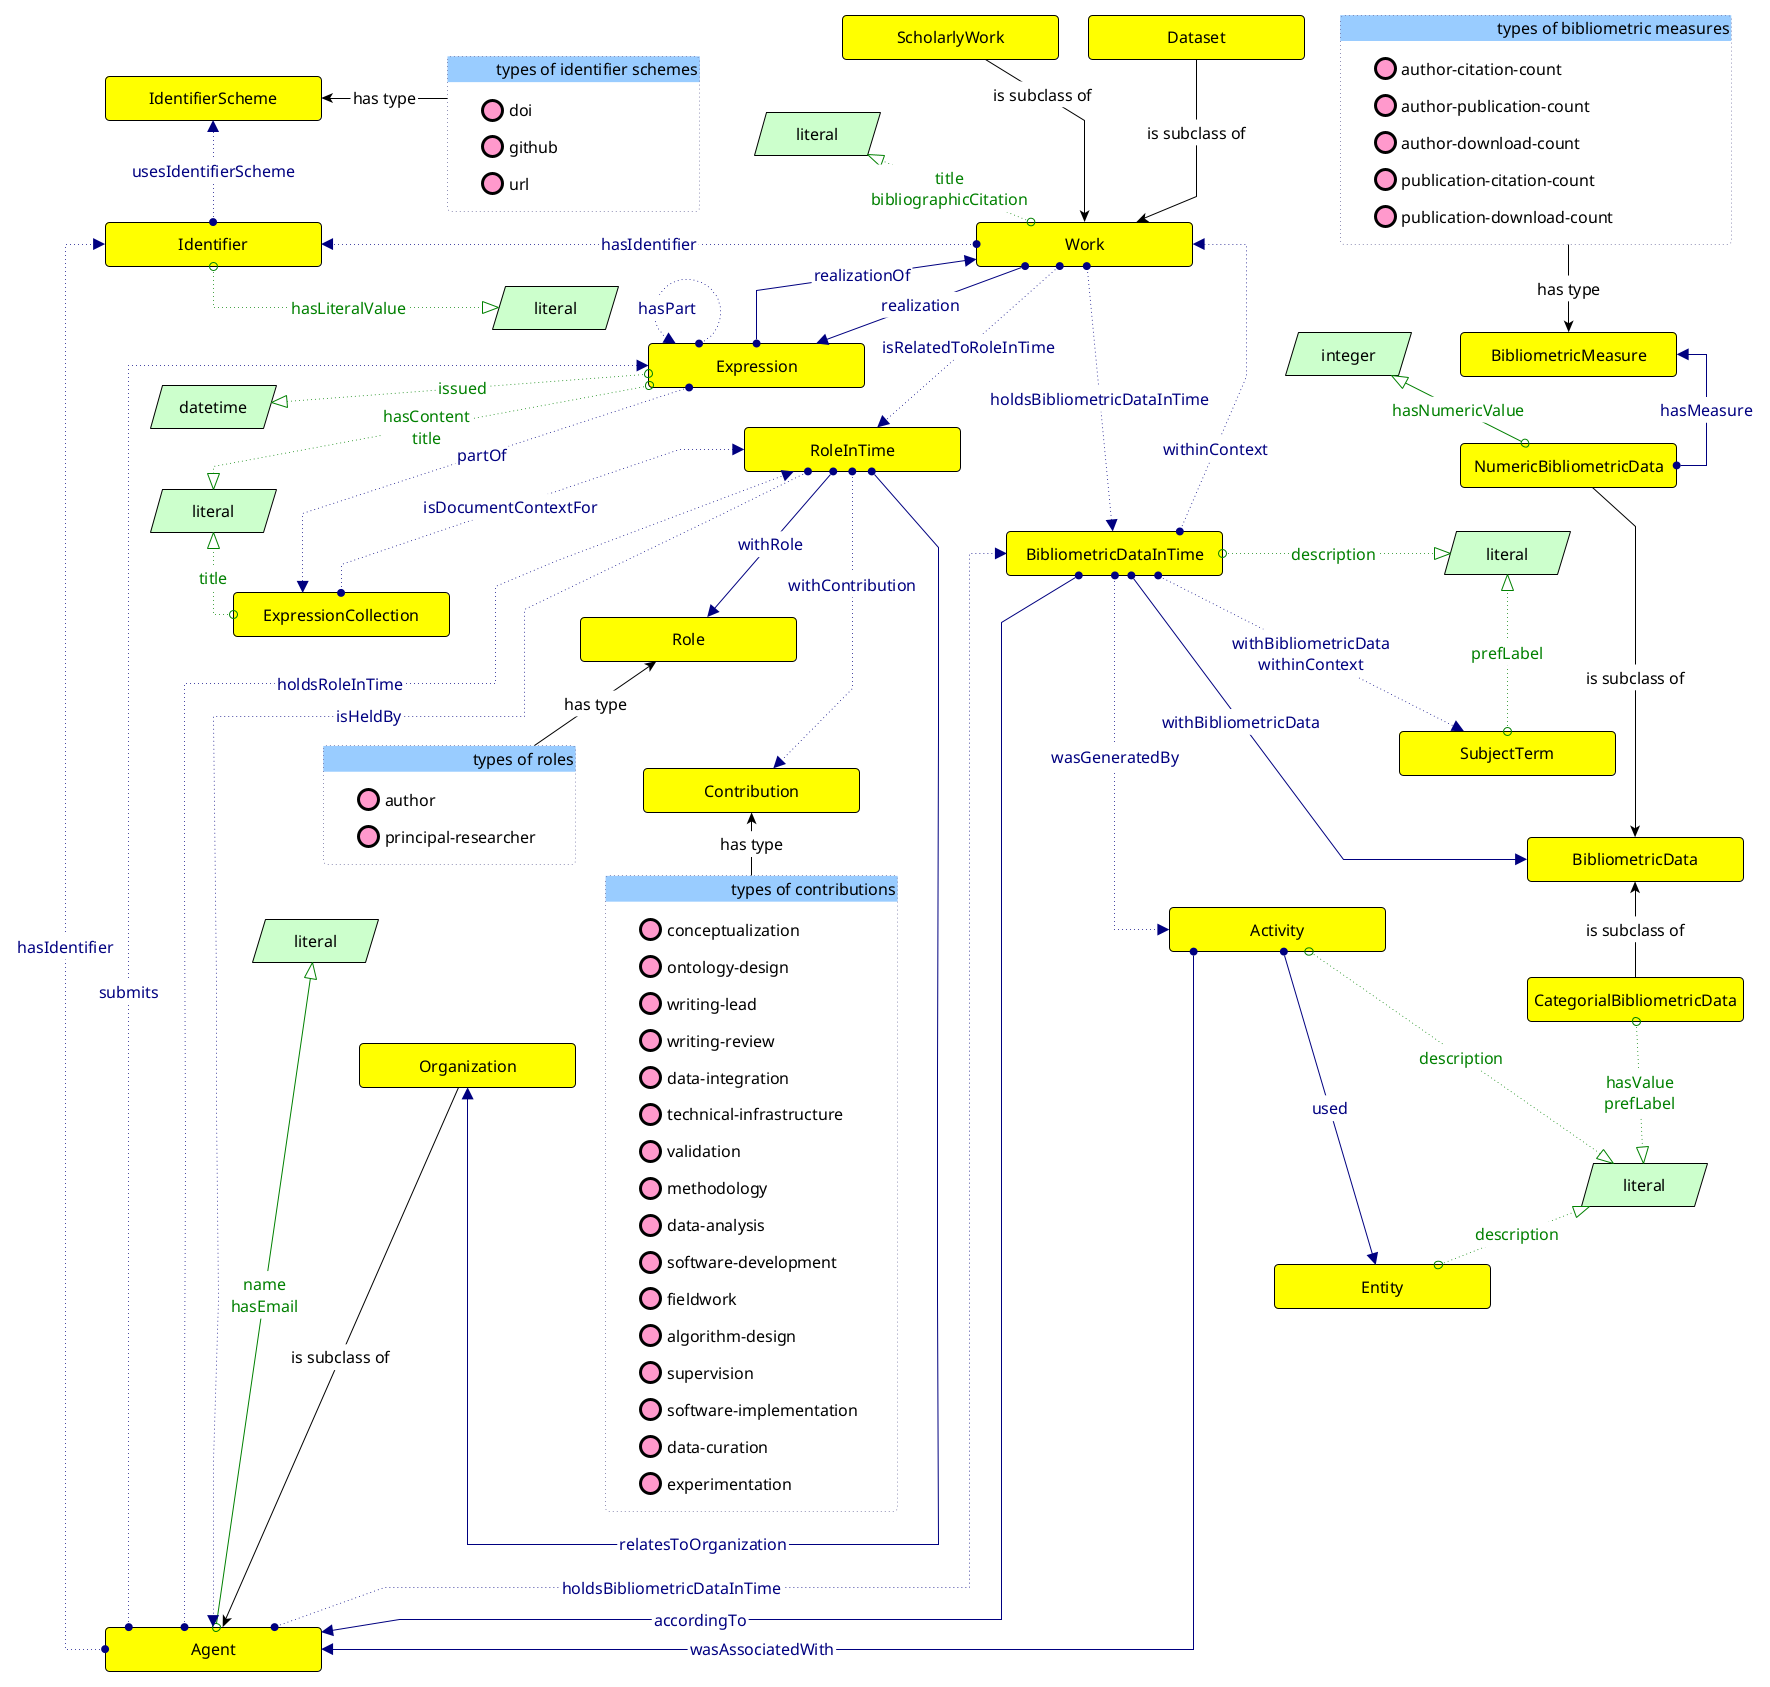 ScholarlyWork
Dataset
types of bibliometric measures
author-citation-count
author-publication-count
author-download-count
publication-citation-count
publication-download-count
types of identifier schemes
doi
github
url
IdentifierScheme
has type
is subclass of
is subclass of
literal
usesIdentifierScheme
title
bibliographicCitation
Identifier
hasIdentifier
Work
realizationOf
has type
hasLiteralValue
literal
hasPart
realization
isRelatedToRoleInTime
integer
BibliometricMeasure
Expression
issued
datetime
hasContent
title
holdsBibliometricDataInTime
hasNumericValue
hasMeasure
partOf
RoleInTime
withinContext
NumericBibliometricData
literal
isDocumentContextFor
withRole
BibliometricDataInTime
description
literal
title
withContribution
ExpressionCollection
Role
withBibliometricData
withinContext
prefLabel
holdsRoleInTime
has type
is subclass of
isHeldBy
withBibliometricData
types of roles
author
principal-researcher
wasGeneratedBy
SubjectTerm
Contribution
has type
BibliometricData
types of contributions
conceptualization
ontology-design
writing-lead
writing-review
data-integration
technical-infrastructure
validation
methodology
data-analysis
software-development
fieldwork
algorithm-design
supervision
software-implementation
data-curation
experimentation
Activity
is subclass of
literal
hasIdentifier
submits
CategorialBibliometricData
Organization
description
hasValue
prefLabel
used
literal
description
Entity
name
hasEmail
is subclass of
relatesToOrganization
holdsBibliometricDataInTime
accordingTo
Agent
wasAssociatedWith